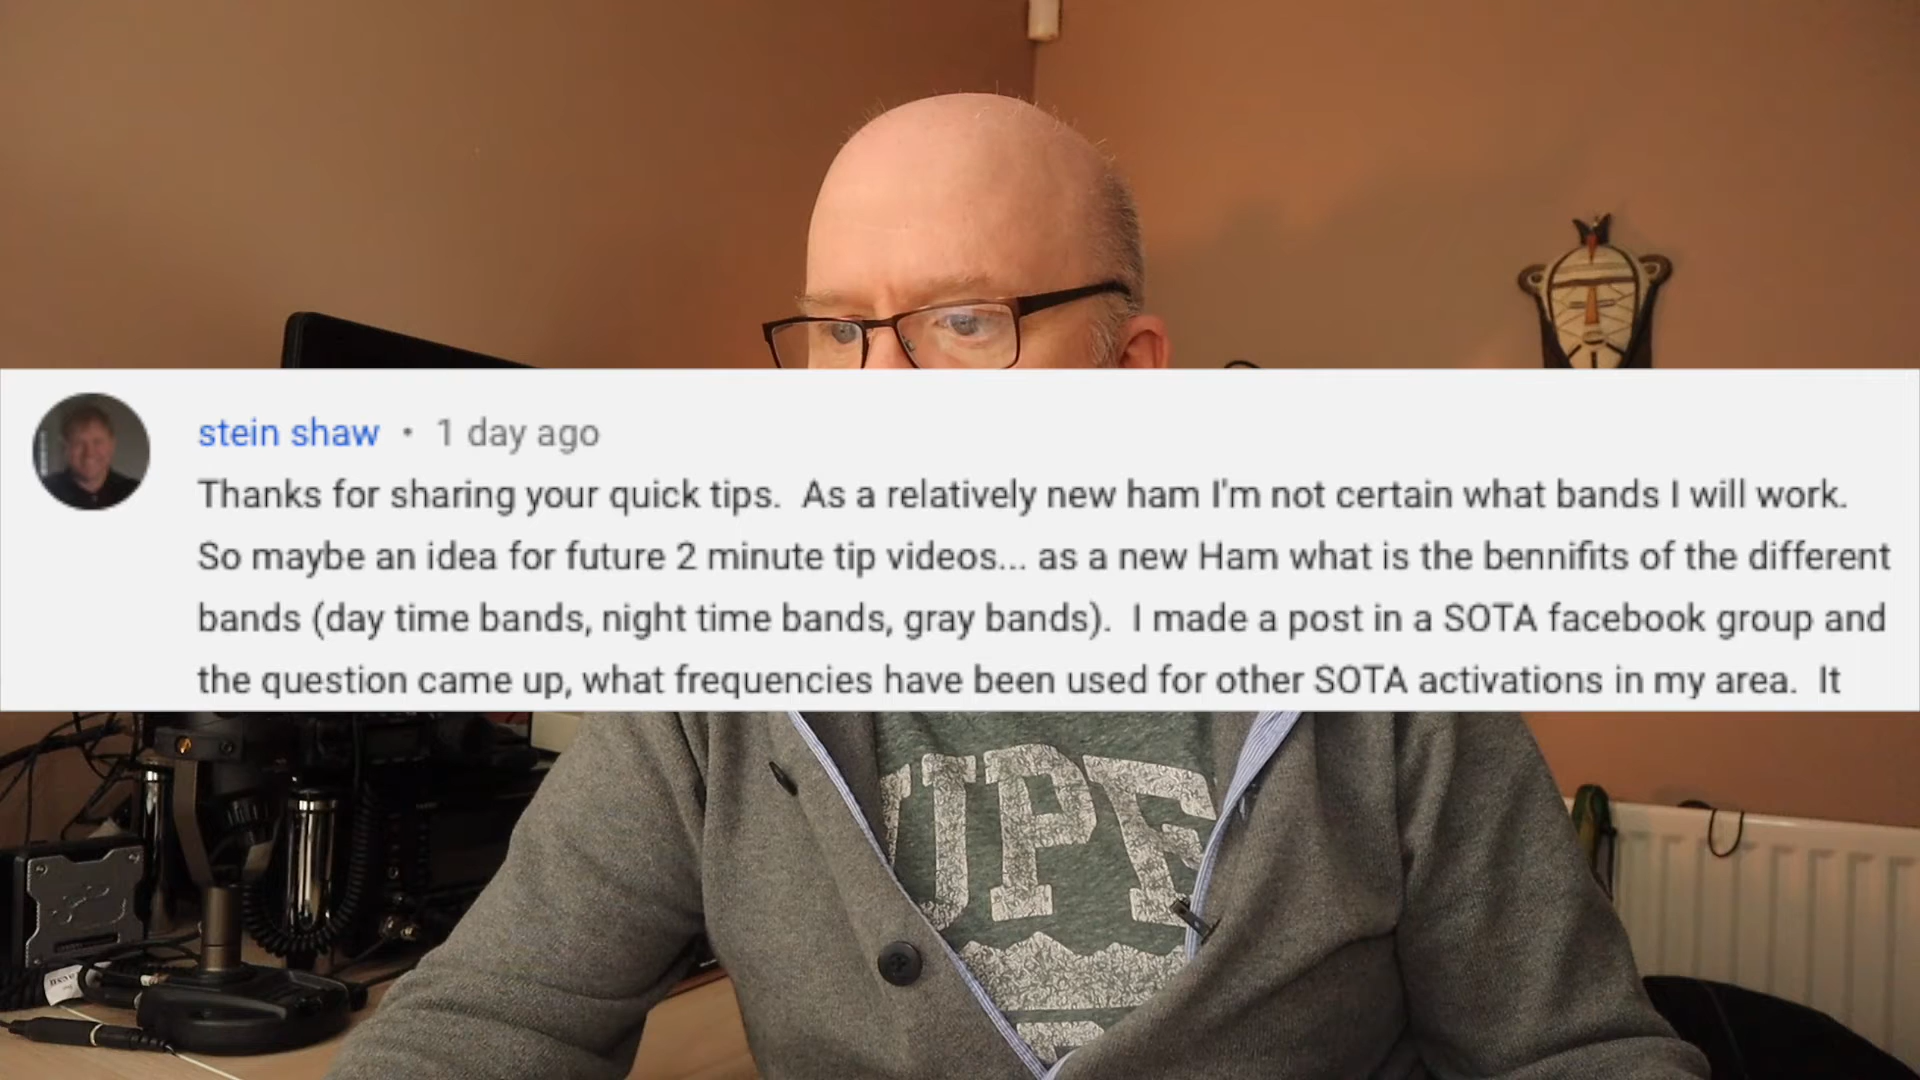 stein shaw • 1 day ago
Thanks for sharing your quick tips.  As a relatively new ham I'm not certain what bands I will work.
So maybe an idea for future 2 minute tip videos... as a new Ham what is the bennifits of the different
bands (day time bands, night time bands, gray bands).  I made a post in a SOTA facebook group and
the question came up, what frequencies have been used for other SOTA activations in my area.  It